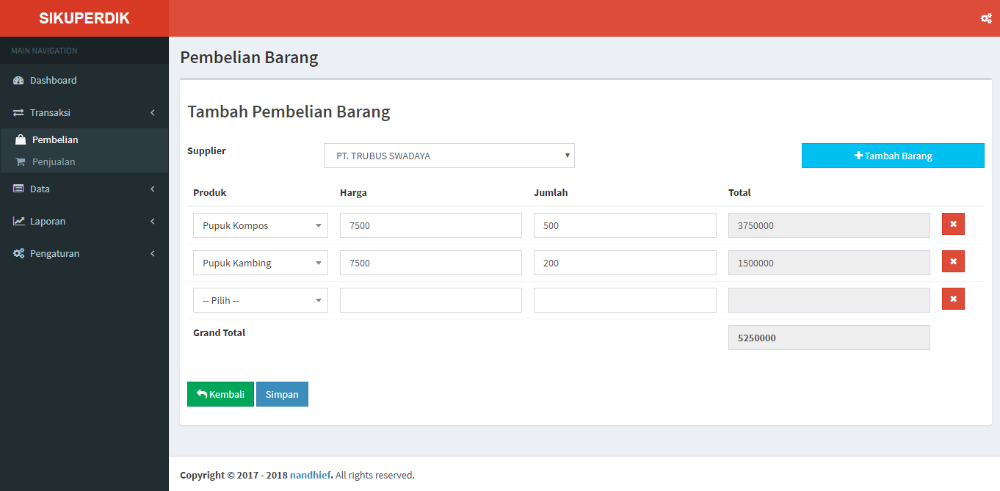 SIKUPERDIK
MAIN NAVIGATION
Dashboard
Transaksi
Pembelian
Penjualan
Data
Laporan
Pengaturan
Pembelian Barang
Tambah Pembelian Barang
Supplier PT. TRUBUS SWADAYA Tambah Barang
Produk Harga Jumlah Total
Pupuk Kompos 7500 500 3750000
Pupuk Kambing 7500 200 1500000
-- Pilih --
Grand Total 5250000
Kembali Simpan
Copyright © 2017 - 2018 nandhief. All rights reserved.